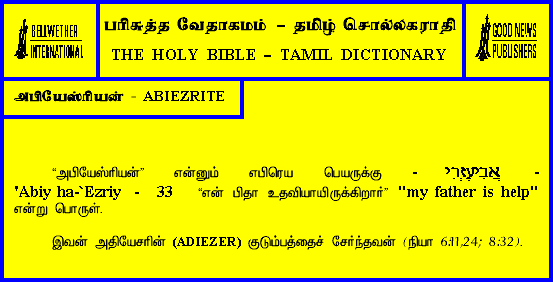 BELLWETHER
INTERNATIONAL
பரிசுத்த வேதாகமம் – தமிழ் சொல்லகராதி
THE HOLY BIBLE – TAMIL DICTIONARY
GOOD NEWS
PUBLISHERS
அபியேஸ்ரியன் - ABIEZRITE
“அபியேஸ்ரியன்” என்னும் எபிரெய பெயருக்கு - אֲבִיעֶזְרִי -
'Abiy ha-`Ezriy - 33 “என் பிதா உதவியாயிருக்கிறார்” "my father is help"
என்று பொருள்.
இவன் அதியேசரின் (ADIEZER) குடும்பத்தைச் சேர்ந்தவன் (நியா 6:11,24; 8:32).